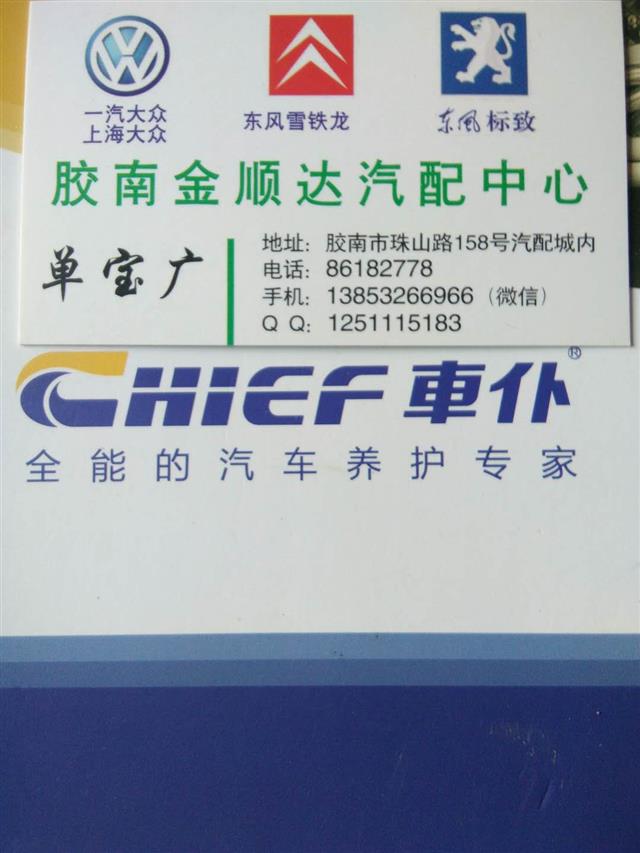 一汽大众
上海大众
东风雪铁龙
东风标致
胶南金顺达汽配中心
单宝广
地址：胶南市珠山路158号汽配城内
电话：86182778
手机：13853266966（微信）
Q Q：1251115183
CHIEF 車仆®
全能的汽车养护专家